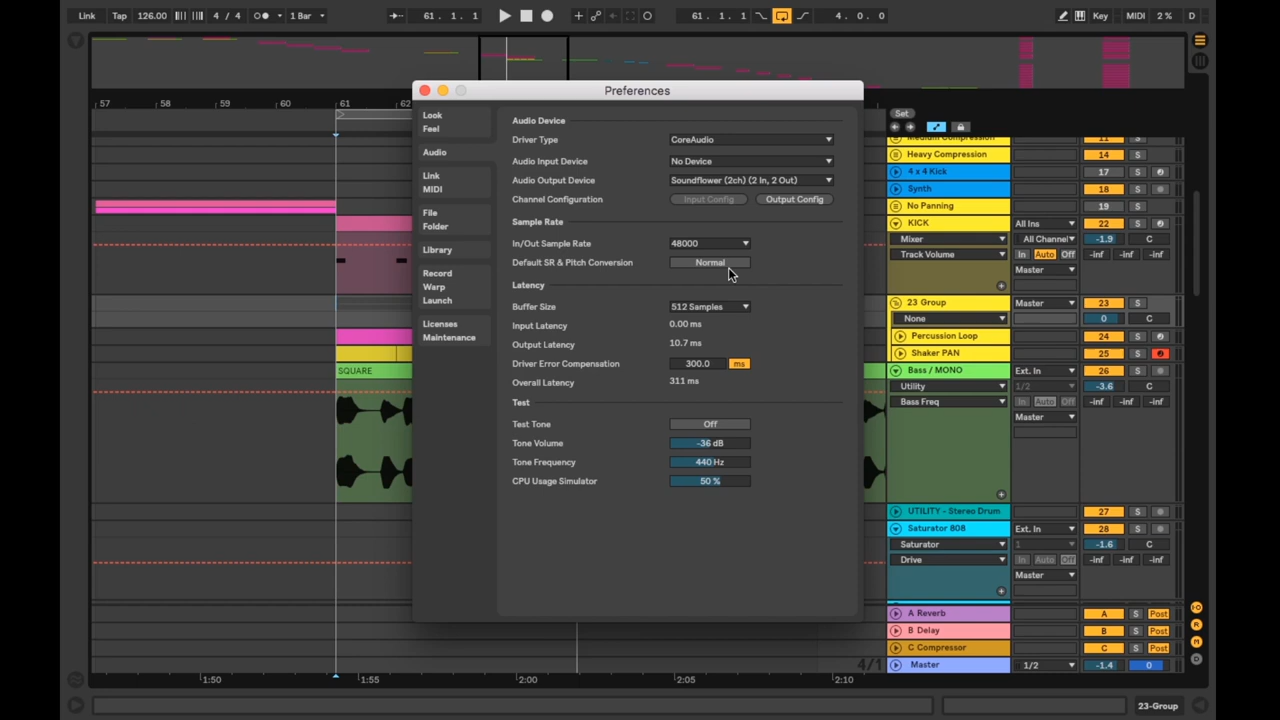 Link Tap 126.00 4 / 4 1 Bar 61. 1. 1 61. 1. 1 4. 0. 0 Key MIDI 2 % D
Preferences
57 58 59 60 61 62
Set
Look
Feel
Audio
Link
MIDI
File
Folder
Library
Record
Warp
Launch
Licenses
Maintenance
Audio Device
Driver Type CoreAudio
Audio Input Device No Device
Audio Output Device Soundflower (2ch) (2 In, 2 Out)
Channel Configuration Input Config Output Config
Sample Rate
In/Out Sample Rate 48000
Default SR & Pitch Conversion Normal
Latency
Buffer Size 512 Samples
Input Latency 0.00 ms
Output Latency 10.7 ms
Driver Error Compensation 300.0 ms
Overall Latency 311 ms
Test
Test Tone Off
Tone Volume -36 dB
Tone Frequency 440 Hz
CPU Usage Simulator 50 %
SQUARE
Medium Compression 11 S
Heavy Compression 14 S
4 x 4 Kick 17 S
Synth 18 S
No Panning 19 S
KICK All Ins 22 S
Mixer All Channel -1.9 C
Track Volume In Auto Off -inf -inf -inf
Master
23 Group Master 23 S
None 0 C
Percussion Loop 24 S
Shaker PAN 25 S
Bass / MONO Ext. In 26 S
Utility 1/2 -3.6 C
Bass Freq In Auto Off -inf -inf -inf
Master
UTILITY - Stereo Drum 27 S
Saturator 808 Ext. In 28 S
Saturator 1 -1.6 C
Drive In Auto Off -inf -inf -inf
Master
A Reverb A S Post
B Delay B S Post
C Compressor C S Post
4/1 Master 1/2 -1.4 0
1:50 1:55 2:00 2:05 2:10
I·O
R
M
D
23-Group